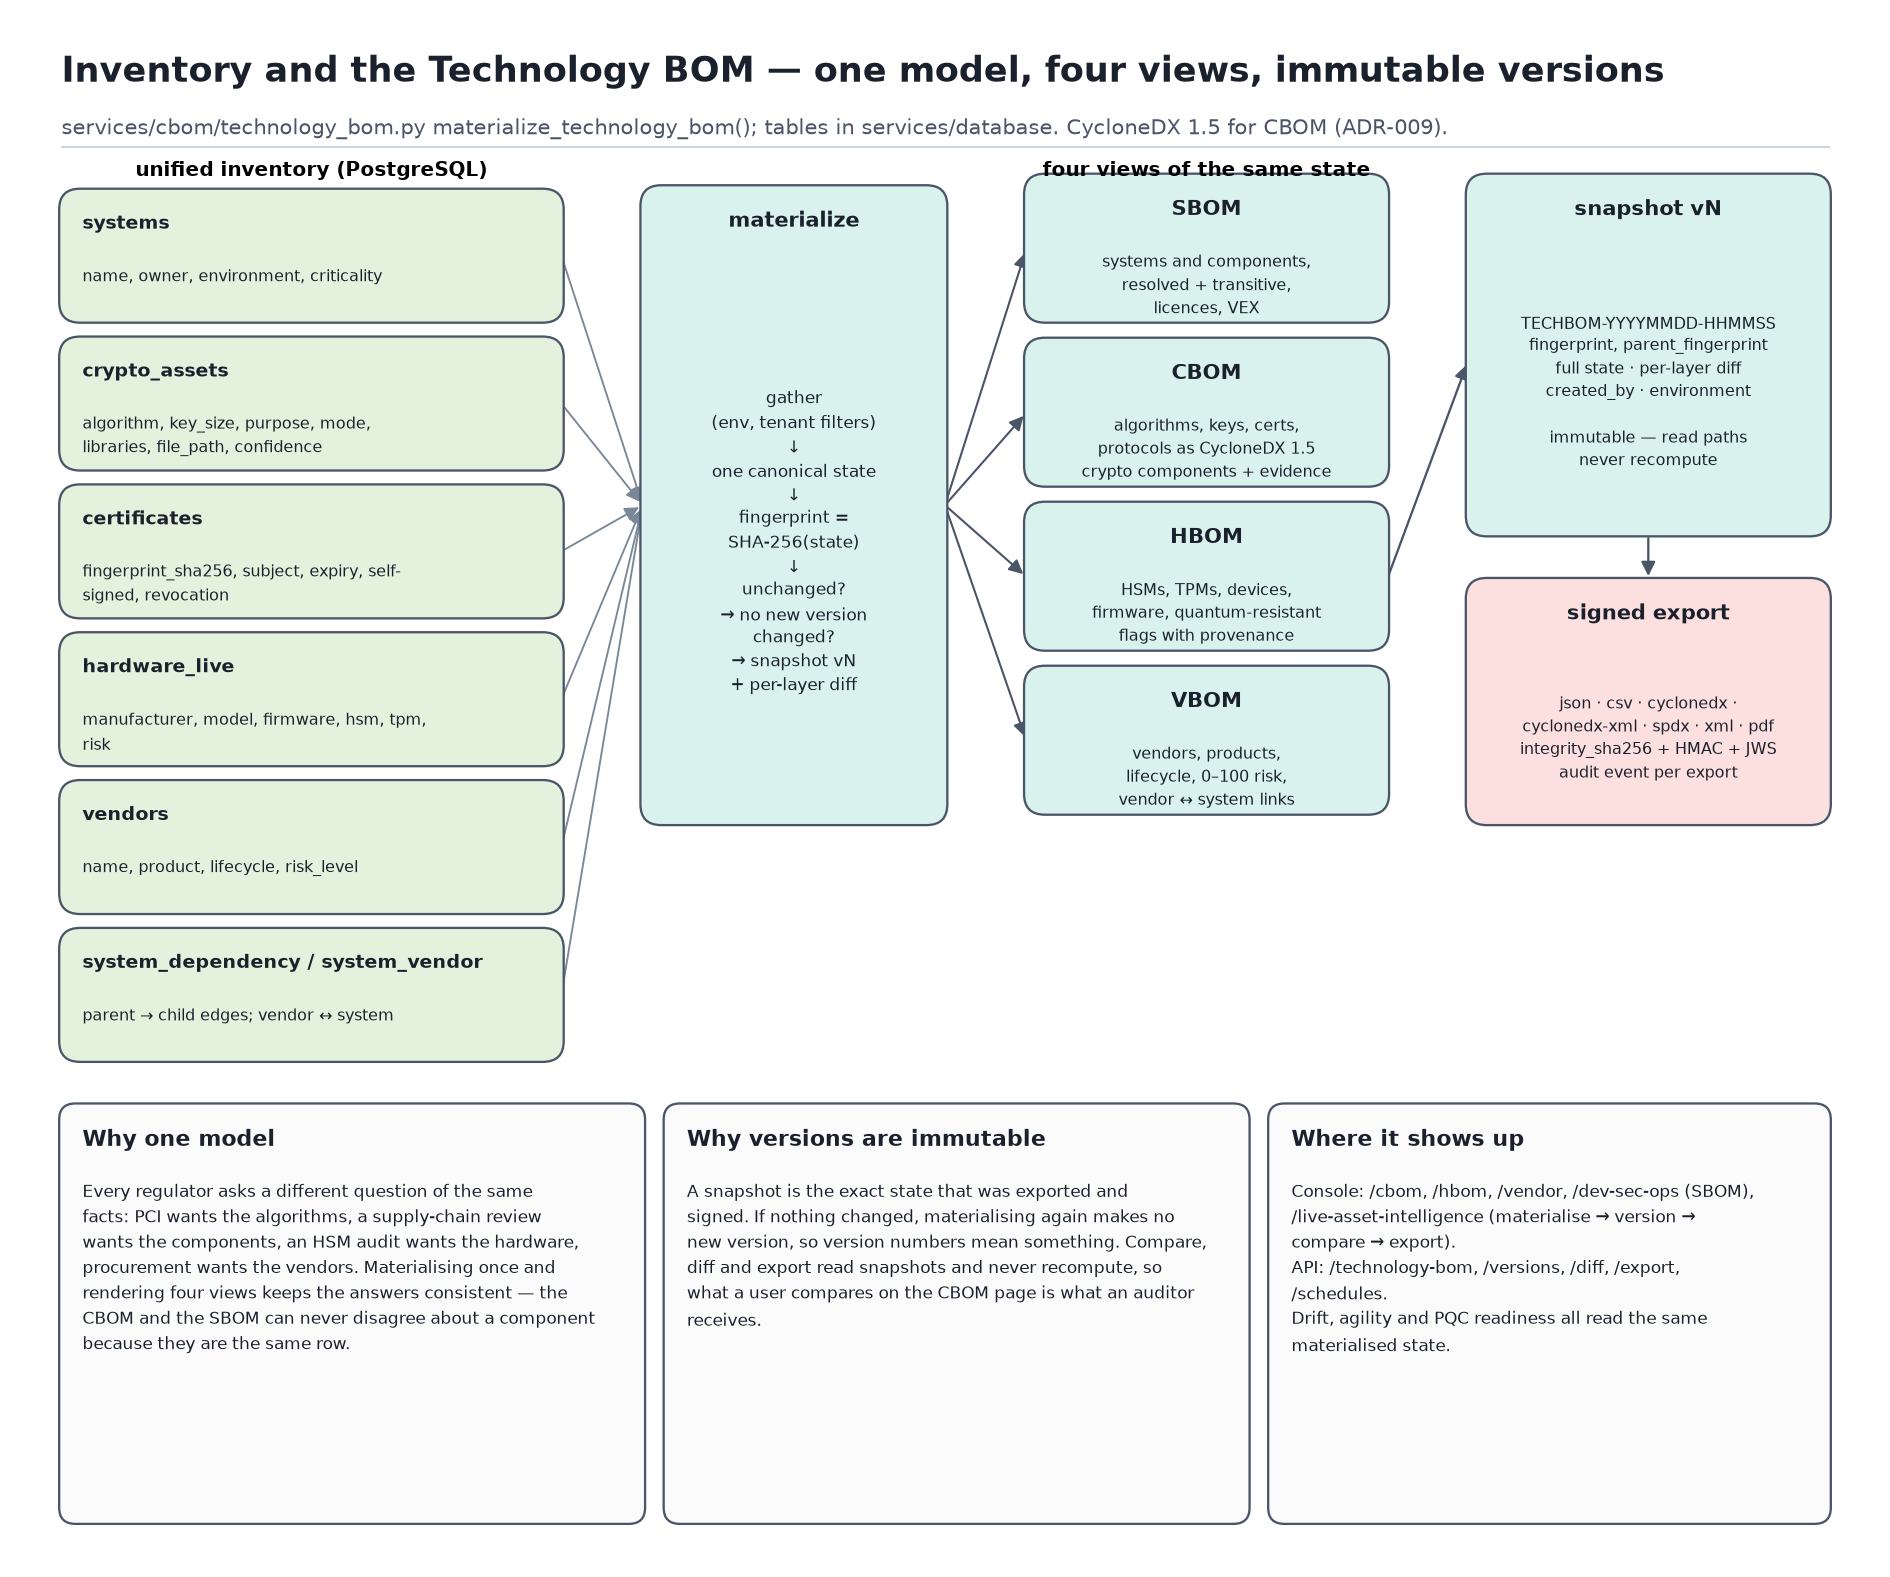 Inventory and the Technology BOM — one model, four views, immutable versions
services/cbom/technology_bom.py materialize_technology_bom(); tables in services/database. CycloneDX 1.5 for CBOM (ADR-009).
unified inventory (PostgreSQL)
systems
name, owner, environment, criticality
crypto_assets
algorithm, key_size, purpose, mode,
libraries, file_path, confidence
certificates
fingerprint_sha256, subject, expiry, self-
signed, revocation
hardware_live
manufacturer, model, firmware, hsm, tpm,
risk
vendors
name, product, lifecycle, risk_level
system_dependency / system_vendor
parent → child edges; vendor ↔ system
materialize
gather
(env, tenant filters)
↓
one canonical state
↓
fingerprint =
SHA-256(state)
↓
unchanged?
→ no new version
changed?
→ snapshot vN
+ per-layer diff
four views of the same state
SBOM
systems and components,
resolved + transitive,
licences, VEX
CBOM
algorithms, keys, certs,
protocols as CycloneDX 1.5
crypto components + evidence
HBOM
HSMs, TPMs, devices,
firmware, quantum-resistant
flags with provenance
VBOM
vendors, products,
lifecycle, 0–100 risk,
vendor ↔ system links
snapshot vN
TECHBOM-YYYYMMDD-HHMMSS
fingerprint, parent_fingerprint
full state · per-layer diff
created_by · environment
immutable — read paths
never recompute
signed export
json · csv · cyclonedx ·
cyclonedx-xml · spdx · xml · pdf
integrity_sha256 + HMAC + JWS
audit event per export
Why one model
Every regulator asks a different question of the same
facts: PCI wants the algorithms, a supply-chain review
wants the components, an HSM audit wants the hardware,
procurement wants the vendors. Materialising once and
rendering four views keeps the answers consistent — the
CBOM and the SBOM can never disagree about a component
because they are the same row.
Why versions are immutable
A snapshot is the exact state that was exported and
signed. If nothing changed, materialising again makes no
new version, so version numbers mean something. Compare,
diff and export read snapshots and never recompute, so
what a user compares on the CBOM page is what an auditor
receives.
Where it shows up
Console: /cbom, /hbom, /vendor, /dev-sec-ops (SBOM),
/live-asset-intelligence (materialise → version →
compare → export).
API: /technology-bom, /versions, /diff, /export,
/schedules.
Drift, agility and PQC readiness all read the same
materialised state.